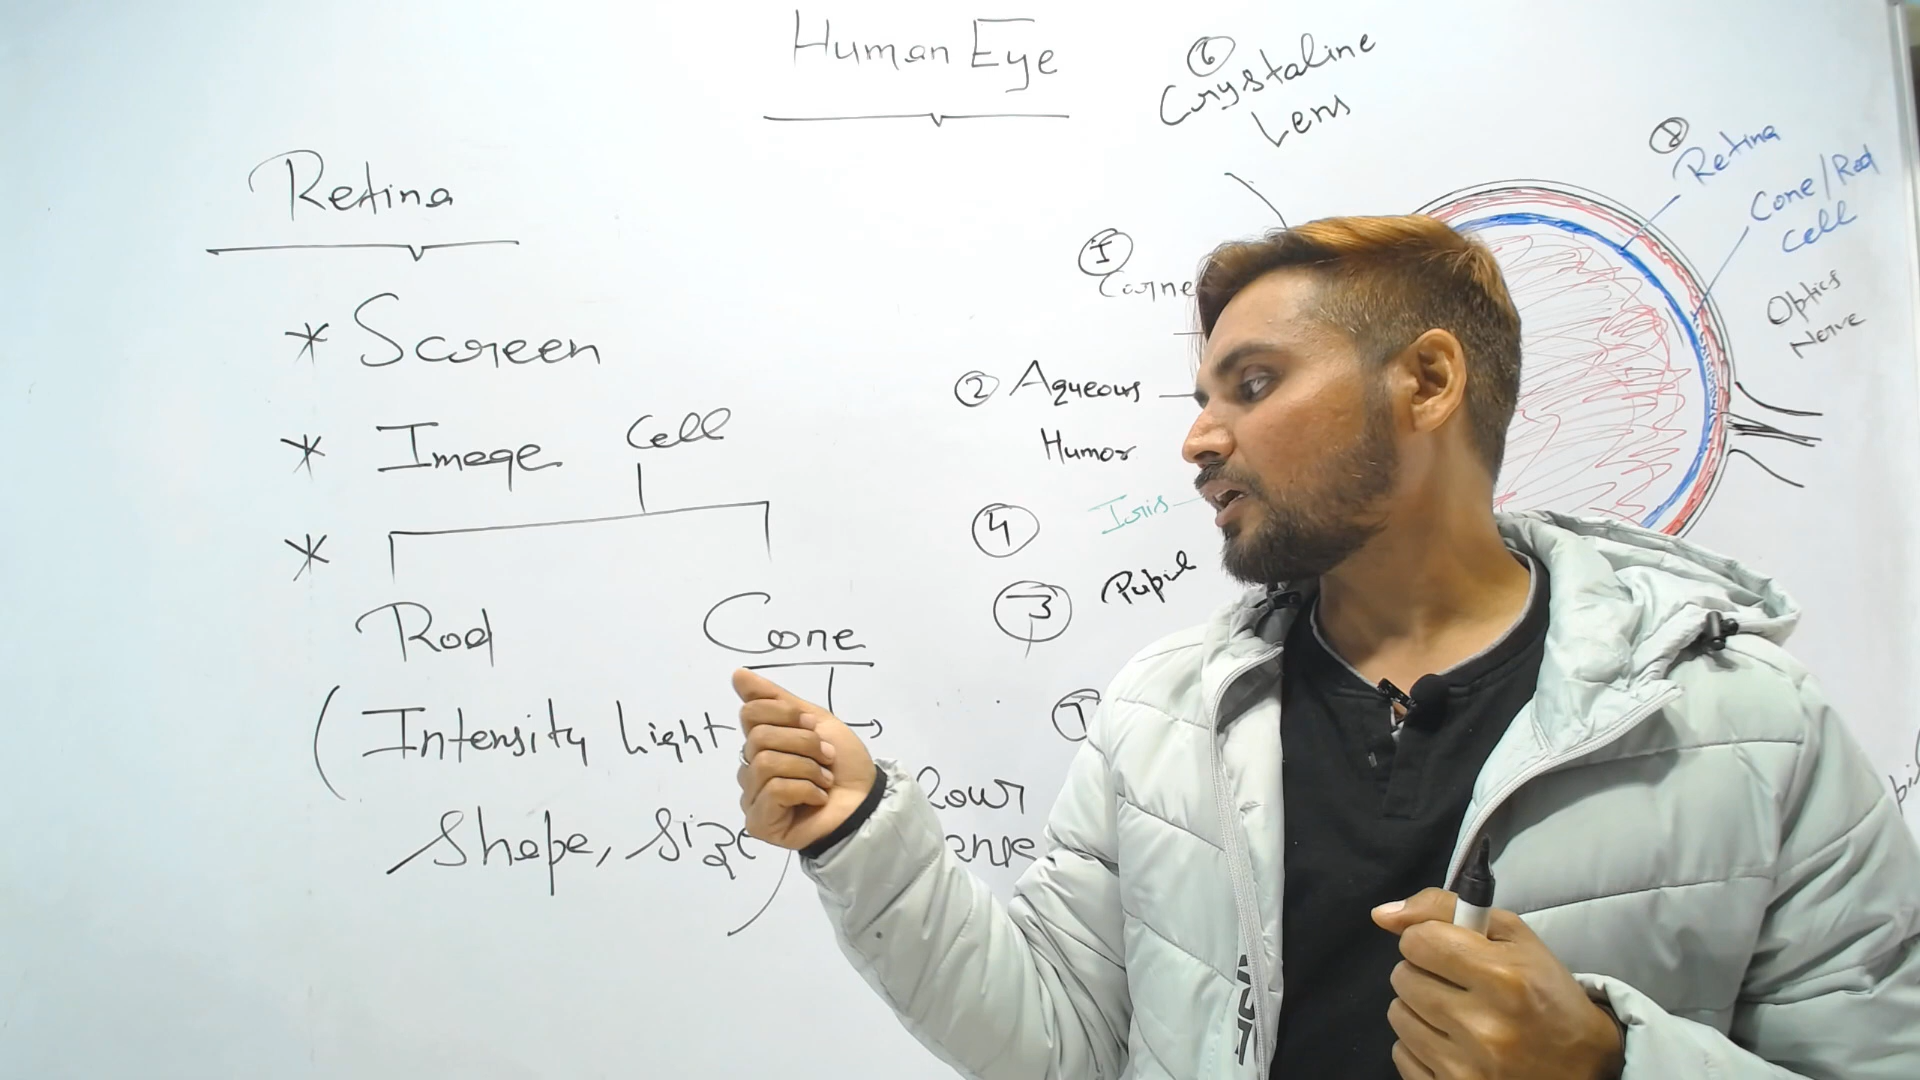 Human Eye
Retina
* Screen
* Image
Cell
*
Rod
Cone
(Intensity Light
Shape, Size
6
Crystaline
Lens
1
Corne
2 Aqueous
Humor
4
Iris
3 Pupil
8
Retina
Cone/Rod
Cell
Optics
Nerve